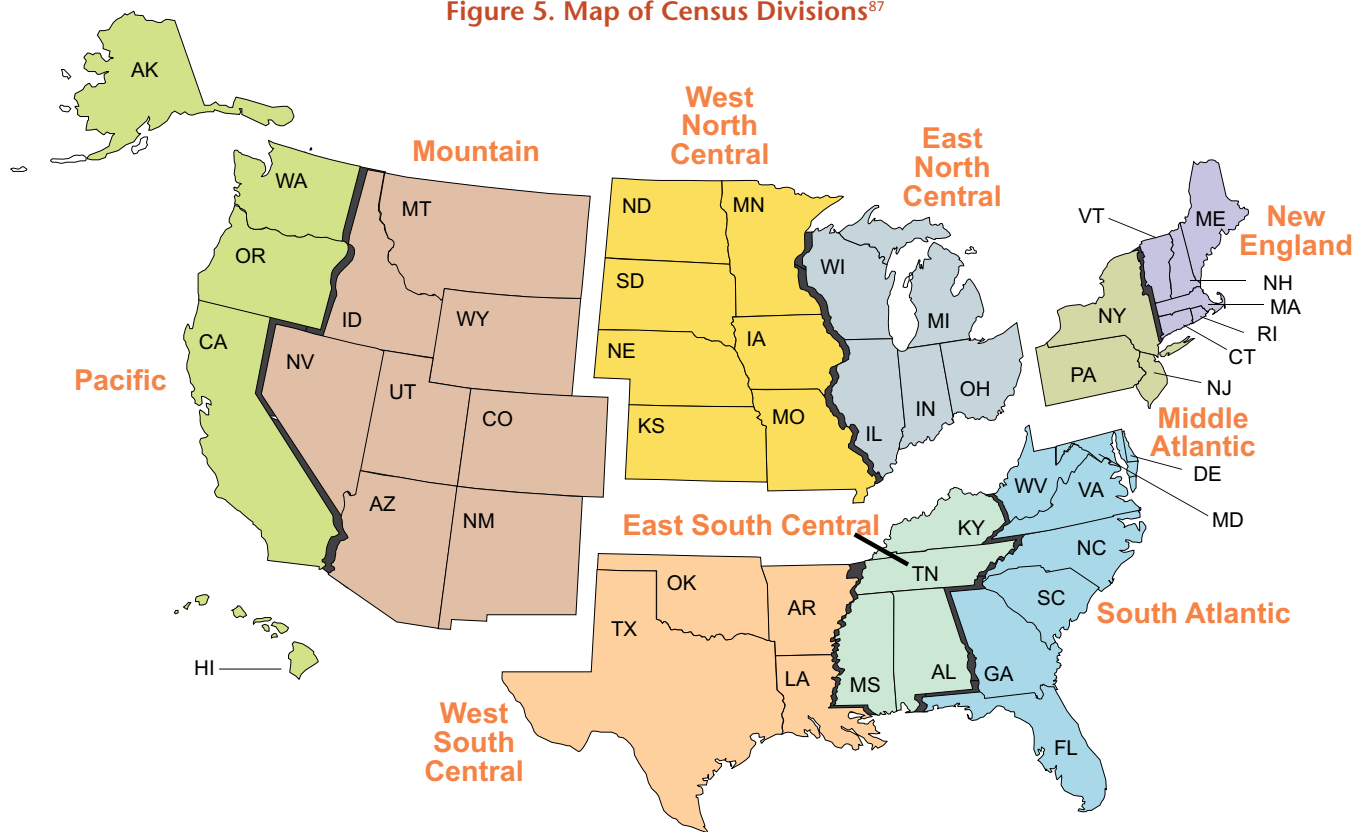 Figure 5. Map of Census Divisions87
AK
West
North
Central
East
North
Central
Mountain
WA
MT
ND
MN
VT
ME
New
England
OR
WI
SD
NH
MA
ID
WY
MI
NY
RI
CA
NV
IA
NE
CT
Pacific
UT
PA
NJ
OH
CO
IN
KS
MO
IL
Middle
Atlantic
DE
WV
VA
AZ
NM
MD
East South Central
KY
NC
TN
OK
AR
SC
South Atlantic
TX
HI
LA
MS
AL
GA
West
South
Central
FL